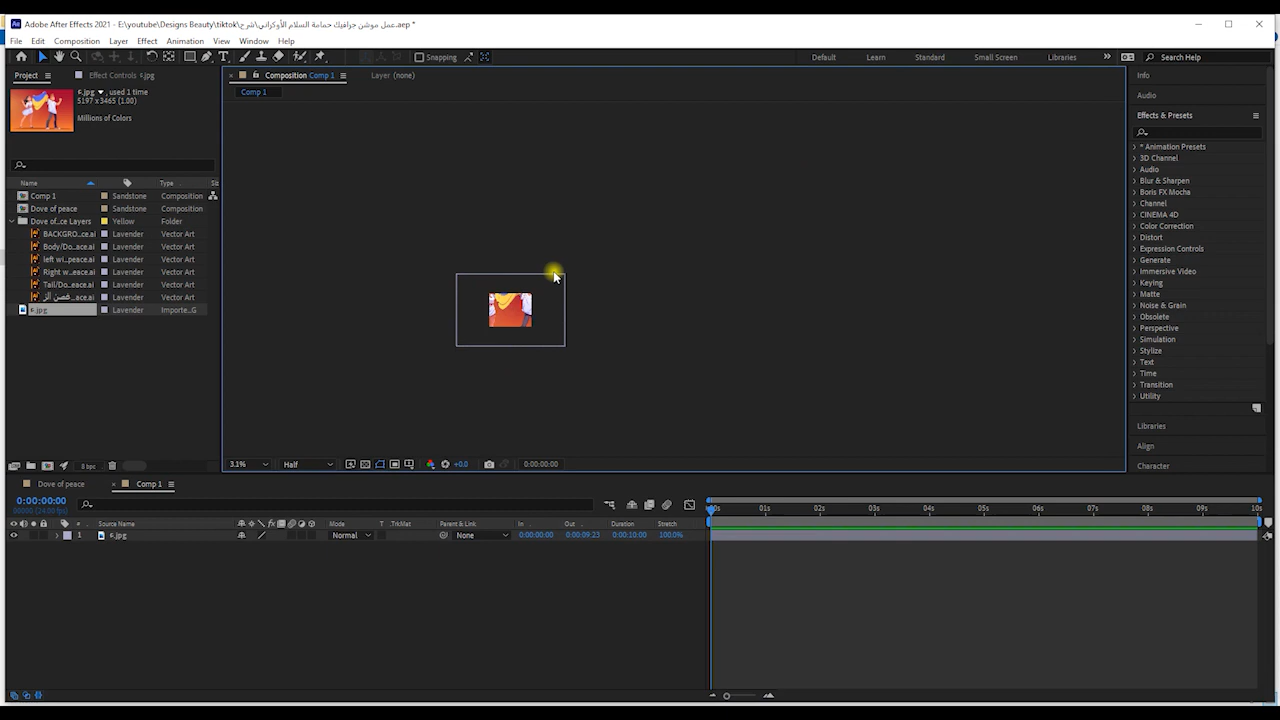 Adobe After Effects 2021 - E:\youtube\Designs Beauty\tiktok\شرح\عمل موشن جرافيك حمامة السلام الأوكراني.aep *
File Edit Composition Layer Effect Animation View Window Help
Snapping Default Learn Standard Small Screen Libraries Search Help
Project Effect Controls ء.jpg Composition Comp 1 Layer (none) Info
ء.jpg , used 1 time Comp 1 Audio
5197 x 3465 (1.00)
Millions of Colors Effects & Presets
* Animation Presets
3D Channel
Audio
Blur & Sharpen
Boris FX Mocha
Channel
CINEMA 4D
Color Correction
Distort
Expression Controls
Generate
Immersive Video
Keying
Matte
Noise & Grain
Obsolete
Perspective
Simulation
Stylize
Text
Time
Transition
Utility
Libraries
Align
Character
Name Type Si
Comp 1 Sandstone Composition
Dove of peace Sandstone Composition
Dove of...ce Layers Yellow Folder
BACKGRO...ce.ai Lavender Vector Art
Body/Do...ace.ai Lavender Vector Art
left wi...peace.ai Lavender Vector Art
Right w...eace.ai Lavender Vector Art
Tail/Do...eace.ai Lavender Vector Art
غصن الز...ace.ai Lavender Vector Art
ء.jpg Lavender Importe...G
8 bpc 3.1% Half +0.0 0:00:00:00
Dove of peace Comp 1
0:00:00:00
00000 (24.00 fps)
:00s 01s 02s 03s 04s 05s 06s 07s 08s 09s 10s
# Source Name Mode T .TrkMat Parent & Link In Out Duration Stretch
1 ء.jpg Normal None 0:00:00:00 0:00:09:23 0:00:10:00 100.0%